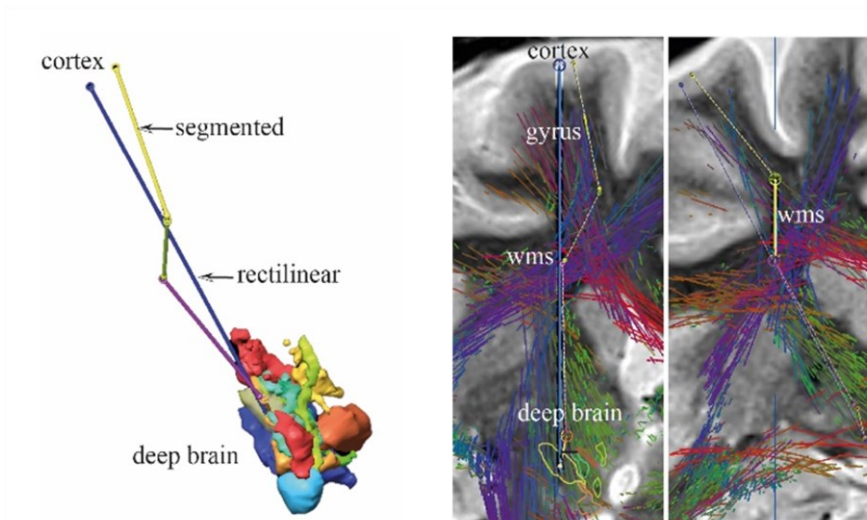 cortex
segmented
rectilinear
deep brain
cortex
gyrus
wms
deep brain
wms